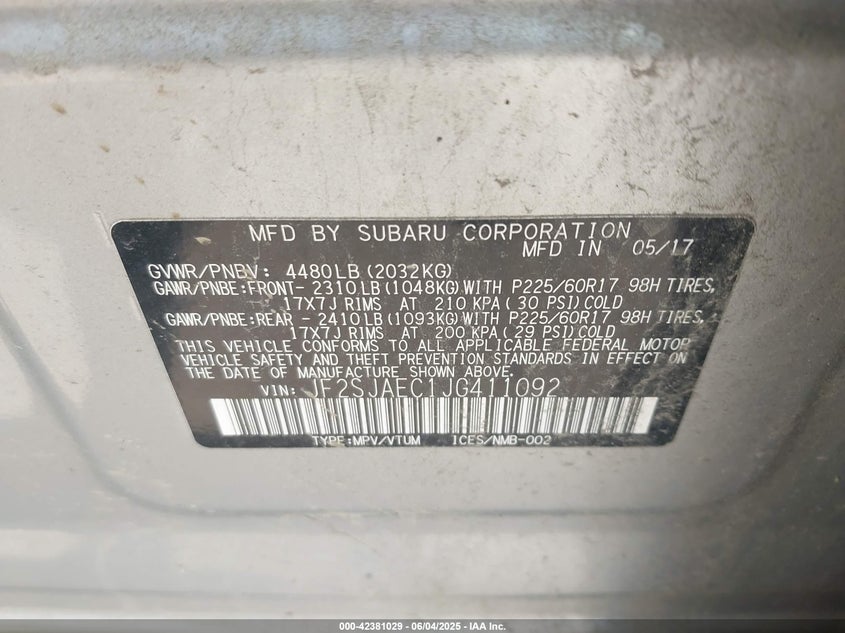 MFD BY SUBARU CORPORATION
MFD IN 05/17
GVWR/PNBV: 4480LB(2032KG)
GAWR/PNBE:FRONT- 2310LB(1048KG)WITH P225/60R17 98H TIRES,
17X7J RIMS AT 210 KPA(30 PSI)COLD
GAWR/PNBE:REAR - 2410LB(1093KG)WITH P225/60R17 98H TIRES,
17X7J RIMS AT 200 KPA(29 PSI)COLD
THIS VEHICLE CONFORMS TO ALL APPLICABLE FEDERAL MOTOR
VEHICLE SAFETY AND THEFT PREVENTION STANDARDS IN EFFECT ON
THE DATE OF MANUFACTURE SHOWN ABOVE.
VIN: JF2SJAEC1JG411092
TYPE:MPV/VTUM ICES/NMB-002
000-42381029 - 06/04/2025 - IAA Inc.